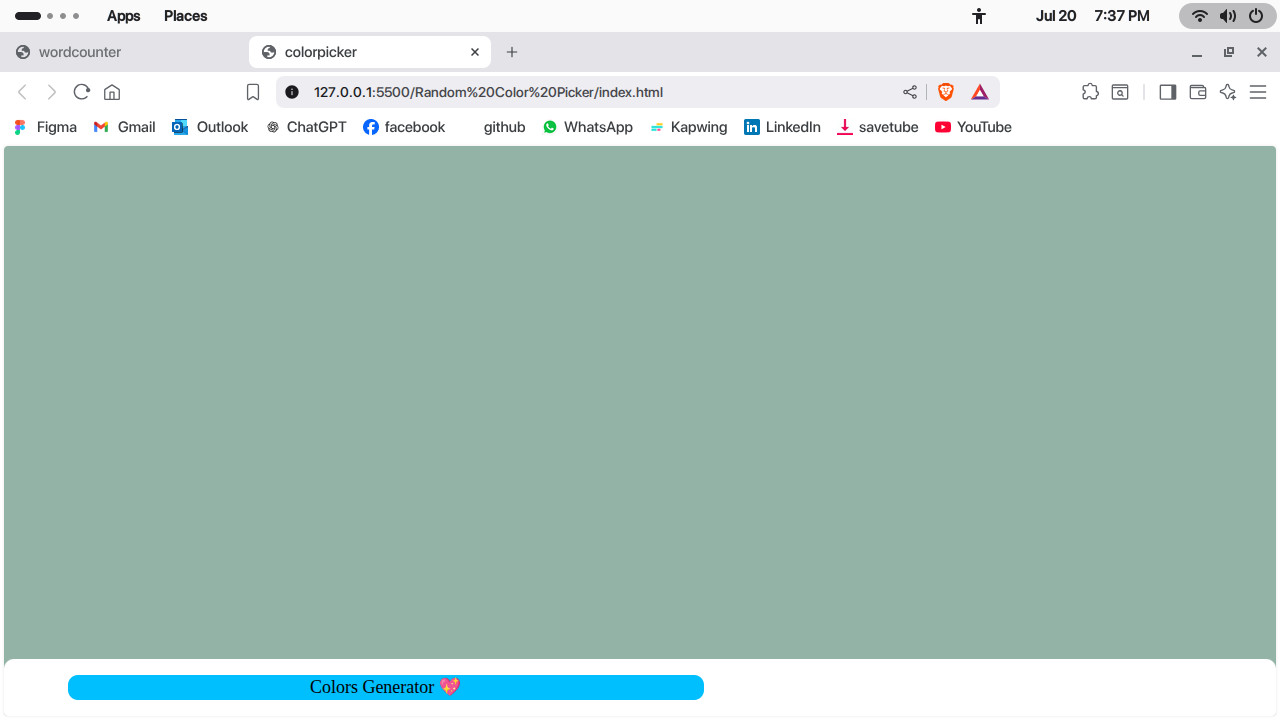 Apps Places Jul 20 7:37 PM
wordcounter colorpicker
127.0.0.1:5500/Random%20Color%20Picker/index.html
Figma Gmail Outlook ChatGPT facebook github WhatsApp Kapwing LinkedIn savetube YouTube
Colors Generator 💖